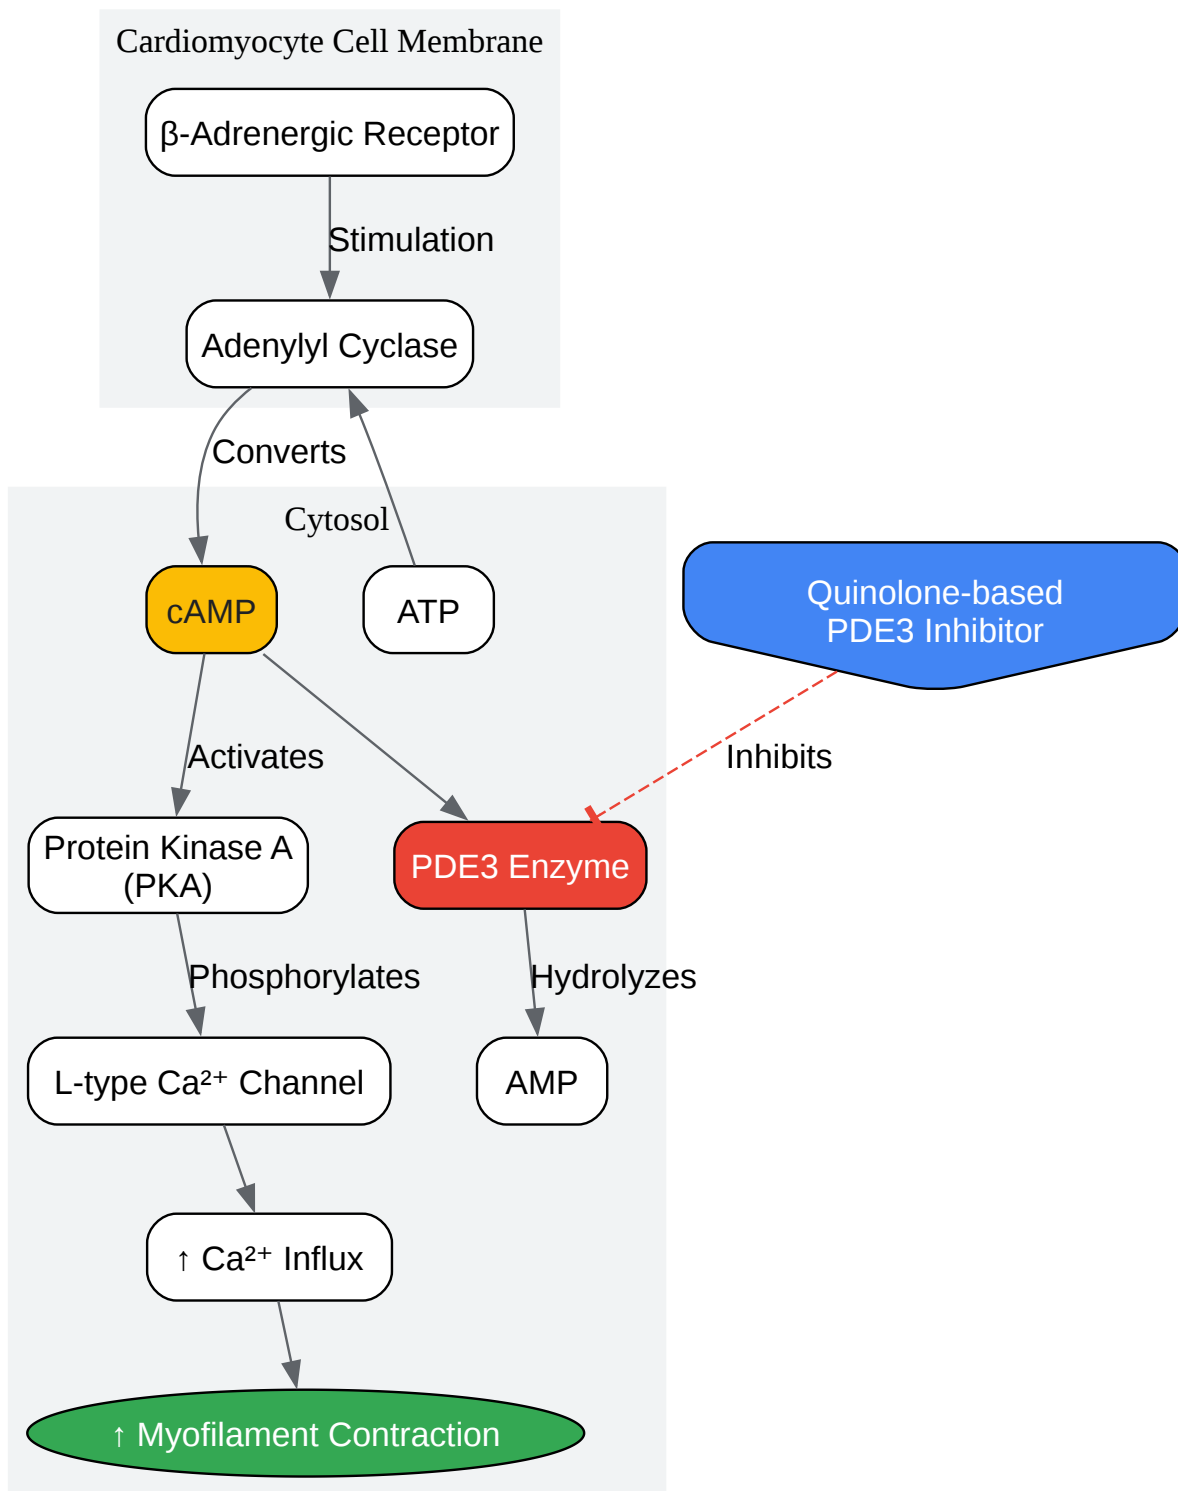 Cardiomyocyte Cell Membrane
β-Adrenergic Receptor
Stimulation
Adenylyl Cyclase
Converts
Cytosol
cAMP
ATP
Quinolone-based
PDE3 Inhibitor
Activates
Inhibits
Protein Kinase A
(PKA)
PDE3 Enzyme
Phosphorylates
Hydrolyzes
L-type Ca²⁺ Channel
AMP
↑ Ca²⁺ Influx
↑ Myofilament Contraction